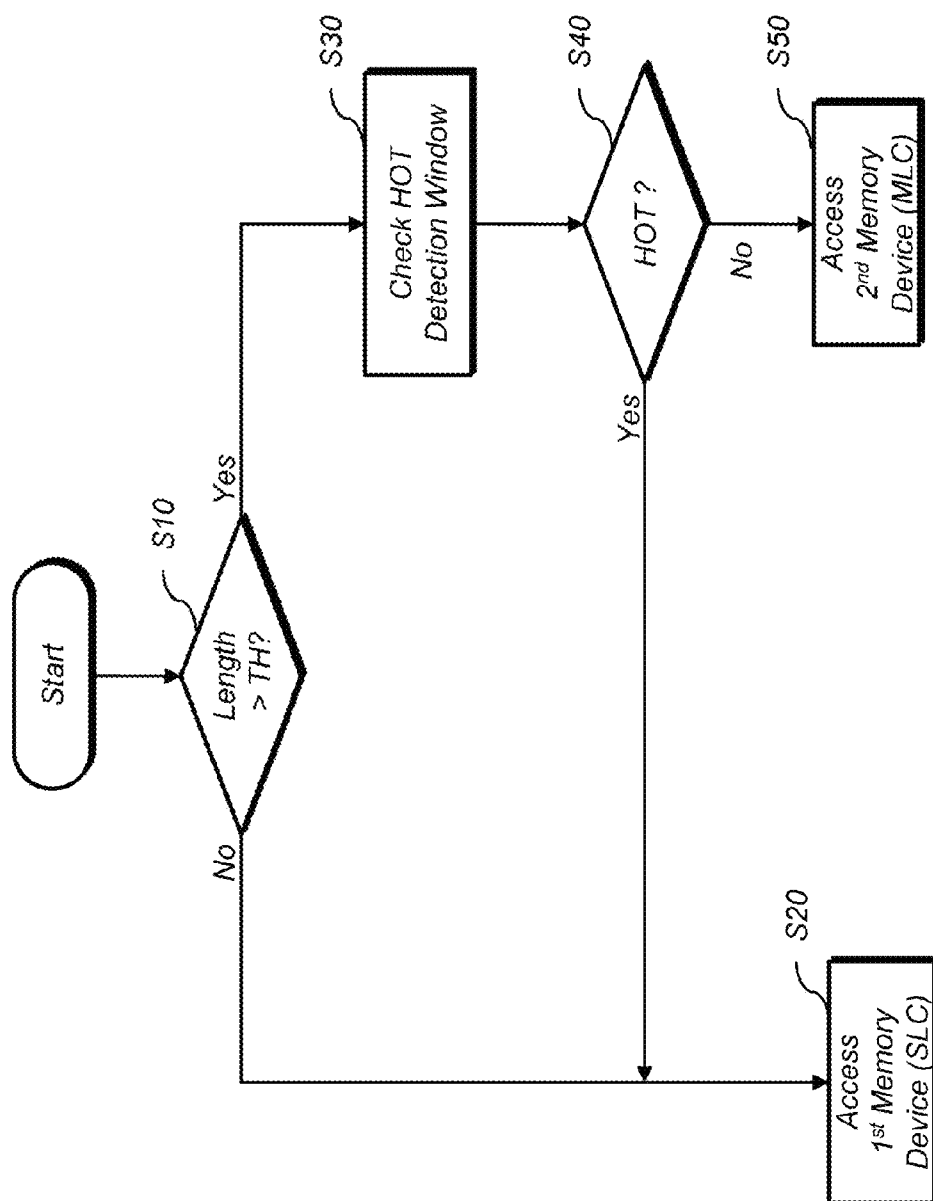 Start
S10
Length
> TH?
No
Yes
S30
Check HOT
Detection Window
S40
HOT ?
Yes
No
S20
Access
1st Memory
Device (SLC)
S50
Access
2nd Memory
Device (MLC)